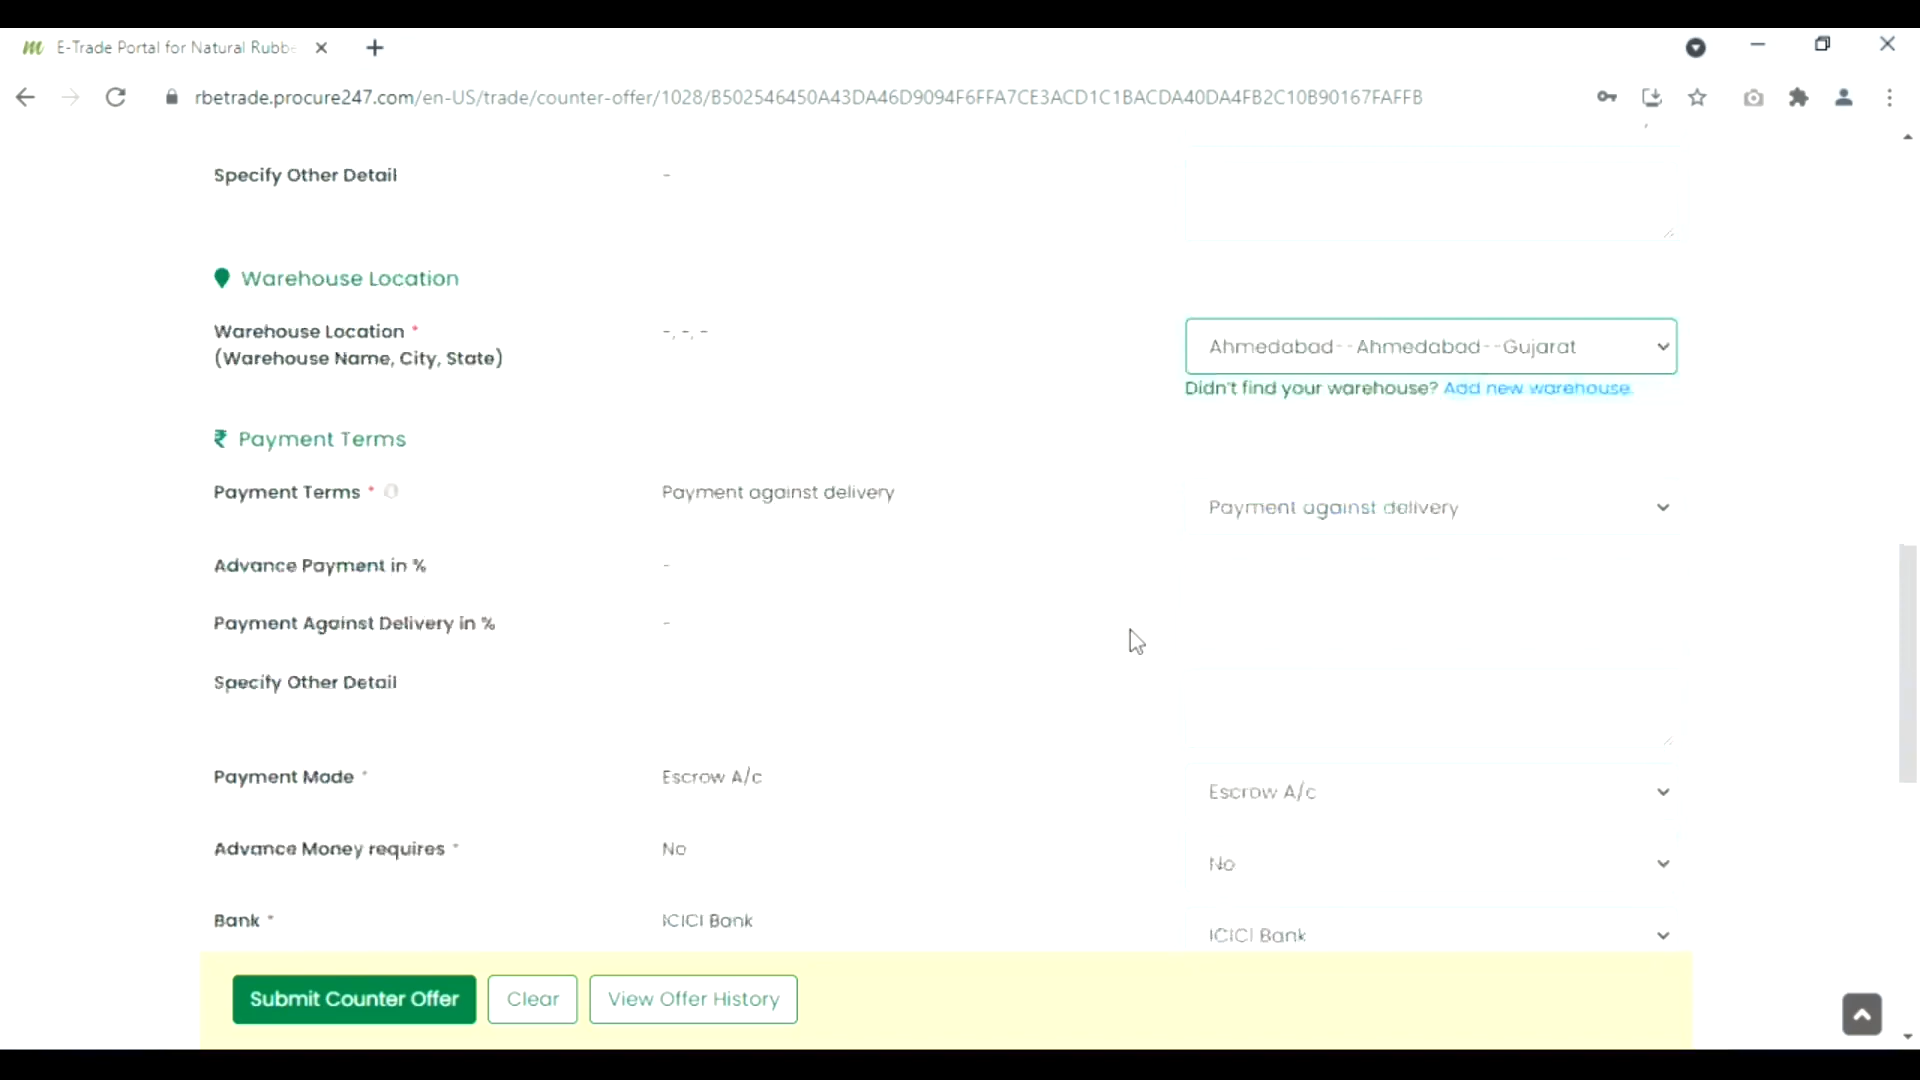 E-Trade Portal for Natural Rubbe
rbetrade.procure247.com/en-US/trade/counter-offer/1028/B502546450A43DA46D9094F6FFA7CE3ACD1C1BACDA40DA4FB2C10B90167FAFFB
Specify Other Detail -
Warehouse Location
Warehouse Location * -, -, - Ahmedabad--Ahmedabad--Gujarat
(Warehouse Name, City, State)
Didn't find your warehouse? Add new warehouse.
₹ Payment Terms
Payment Terms * Payment against delivery Payment against delivery
Advance Payment in % -
Payment Against Delivery in % -
Specify Other Detail
Payment Mode * Escrow A/c Escrow A/c
Advance Money requires * No No
Bank * ICICI Bank ICICI Bank
Submit Counter Offer Clear View Offer History